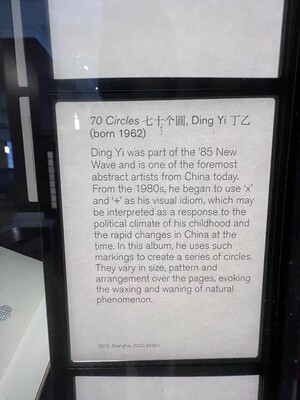 70 Circles 七十个圓, Ding Yi 丁乙
(born 1962)
Ding Yi was part of the '85 New
Wave and is one of the foremost
abstract artists from China today.
From the 1980s, he began to use 'x'
and '+' as his visual idiom, which may
be interpreted as a response to the
political climate of his childhood and
the rapid changes in China at the
time. In this album, he uses such
markings to create a series of circles.
They vary in size, pattern and
arrangement over the pages, evoking
the waxing and waning of natural
phenomenon.
Shanghai,